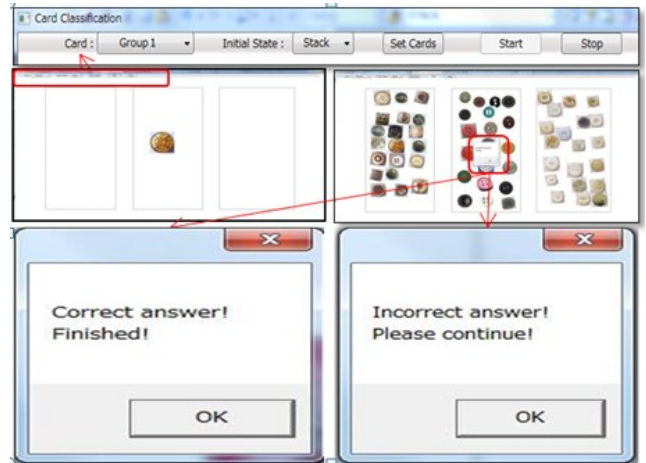 Card Classification
Card : Group 1 Initial State : Stack Set Cards Start Stop
Correct answer!
Finished!
OK
Incorrect answer!
Please continue!
OK